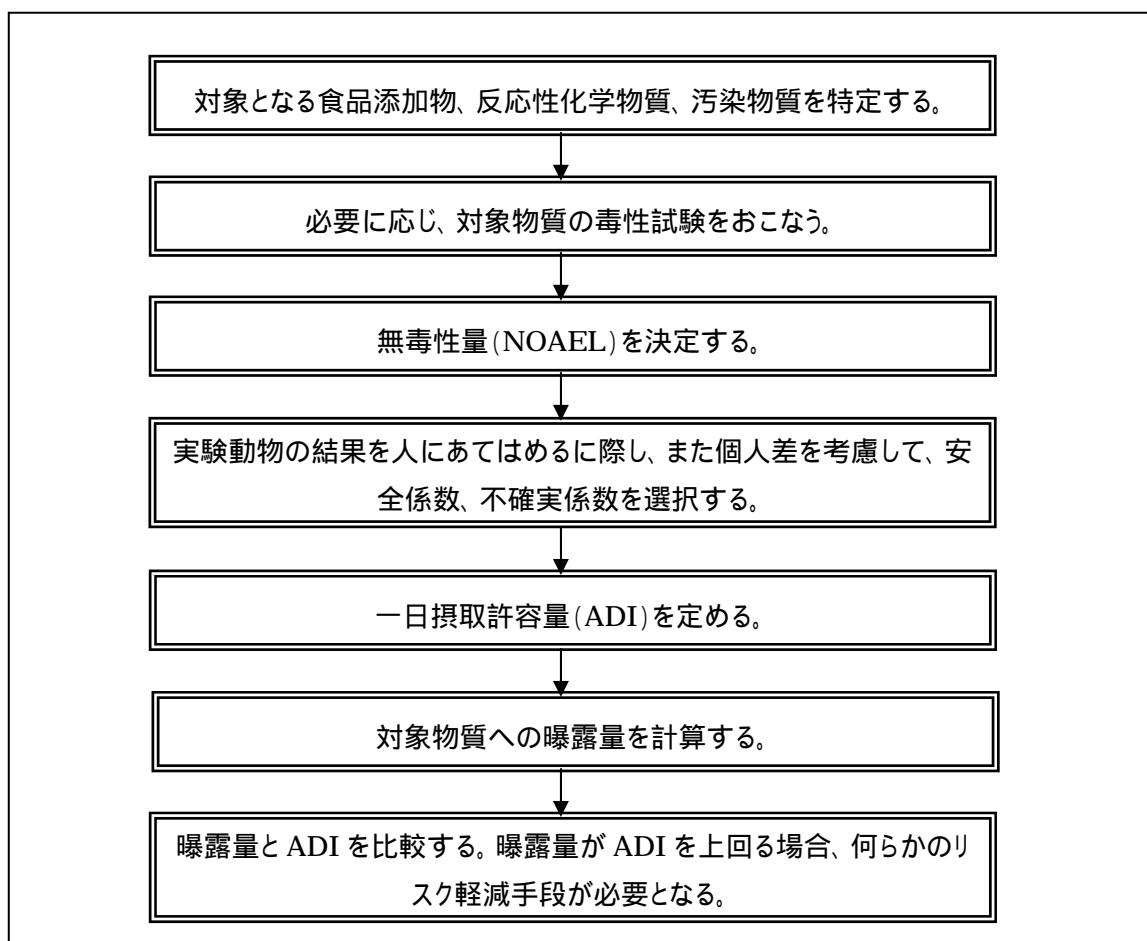 対象となる食品添加物、反応性化学物質、汚染物質を特定する。
必要に応じ、対象物質の毒性試験をおこなう。
無毒性量(NOAEL)を決定する。
実験動物の結果を人にあてはめるに際し、また個人差を考慮して、安
全係数、不確実係数を選択する。
一日摂取許容量(ADI)を定める。
対象物質への曝露量を計算する。
曝露量と ADI を比較する。曝露量が ADI を上回る場合、何らかのリ
スク軽減手段が必要となる。